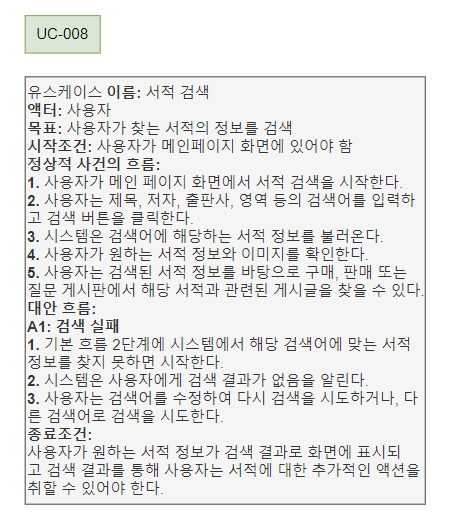 UC-008
유스케이스 이름: 서적 검색
액터: 사용자
목표: 사용자가 찾는 서적의 정보를 검색
시작조건: 사용자가 메인페이지 화면에 있어야 함
정상적 사건의 흐름:
1. 사용자가 메인 페이지 화면에서 서적 검색을 시작한다.
2. 사용자는 제목, 저자, 출판사, 영역 등의 검색어를 입력하
고 검색 버튼을 클릭한다.
3. 시스템은 검색어에 해당하는 서적 정보를 불러온다.
4. 사용자가 원하는 서적 정보와 이미지를 확인한다.
5. 사용자는 검색된 서적 정보를 바탕으로 구매, 판매 또는
질문 게시판에서 해당 서적과 관련된 게시글을 찾을 수 있다.
대안 흐름:
A1: 검색 실패
1. 기본 흐름 2단계에 시스템에서 해당 검색어에 맞는 서적
정보를 찾지 못하면 시작한다.
2. 시스템은 사용자에게 검색 결과가 없음을 알린다.
3. 사용자는 검색어를 수정하여 다시 검색을 시도하거나, 다
른 검색어로 검색을 시도한다.
종료조건:
사용자가 원하는 서적 정보가 검색 결과로 화면에 표시되
고 검색 결과를 통해 사용자는 서적에 대한 추가적인 액션을
취할 수 있어야 한다.